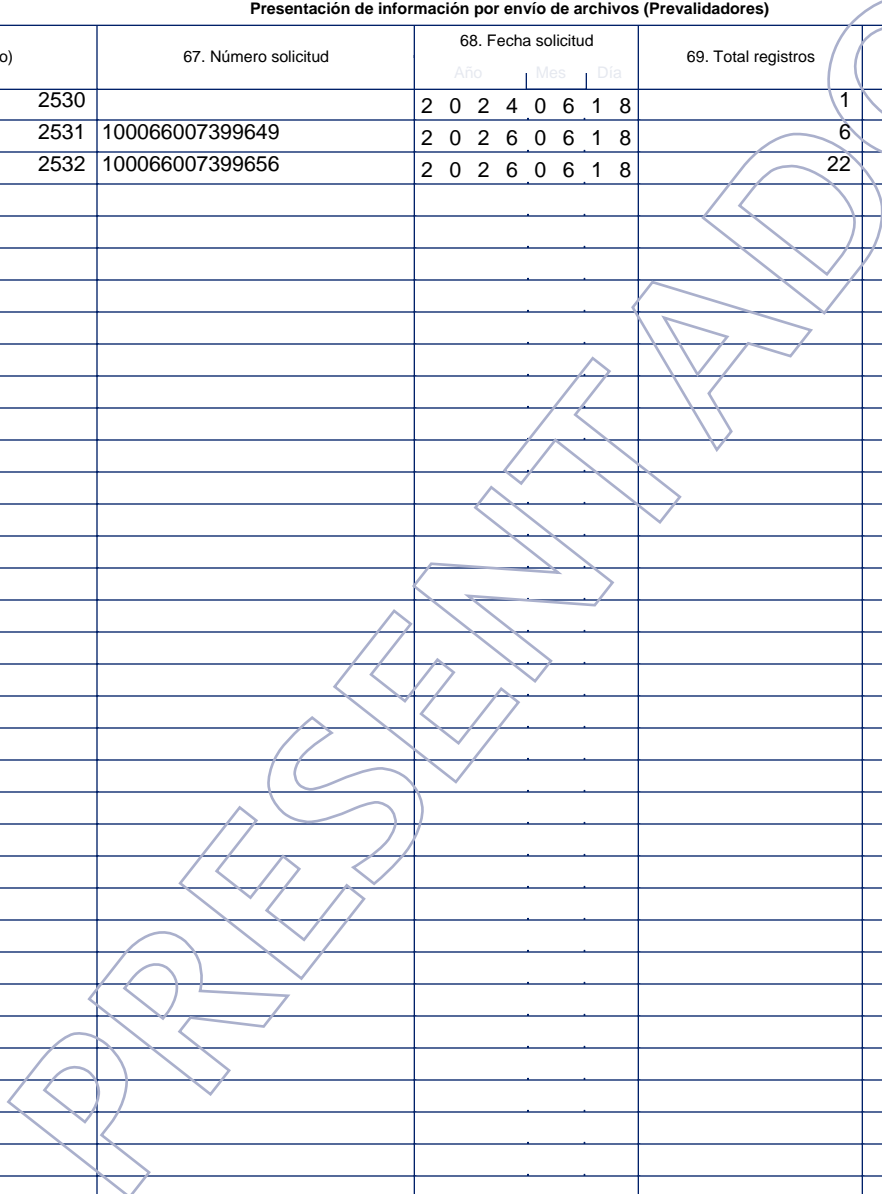 Presentación de información por envío de archivos (Prevalidadores)
o) 67. Número solicitud 68. Fecha solicitud 69. Total registros
Año Mes Día
2530 2 0 2 4 0 6 1 8 1
2531 100066007399649 2 0 2 6 0 6 1 8 6
2532 100066007399656 2 0 2 6 0 6 1 8 22
PRESENTADO